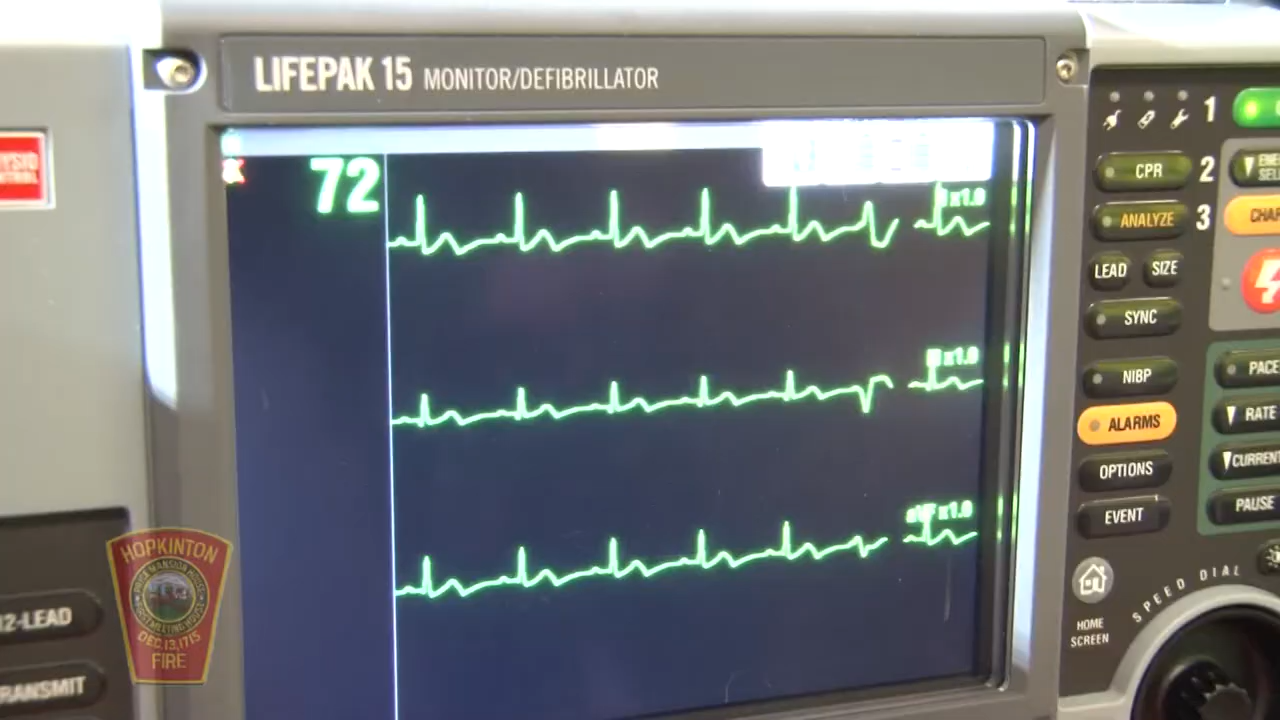 LIFEPAK 15 MONITOR/DEFIBRILLATOR
72
x1.0
II x1.0
aVF x1.0
1
CPR
2
ANALYZE
3
LEAD
SIZE
SYNC
NIBP
ALARMS
OPTIONS
EVENT
HOME
SCREEN
SPEED DIAL
PACE
RATE
CURRENT
PAUSE
12-LEAD
TRANSMIT
HOPKINTON
DEC.13,1715
FIRE